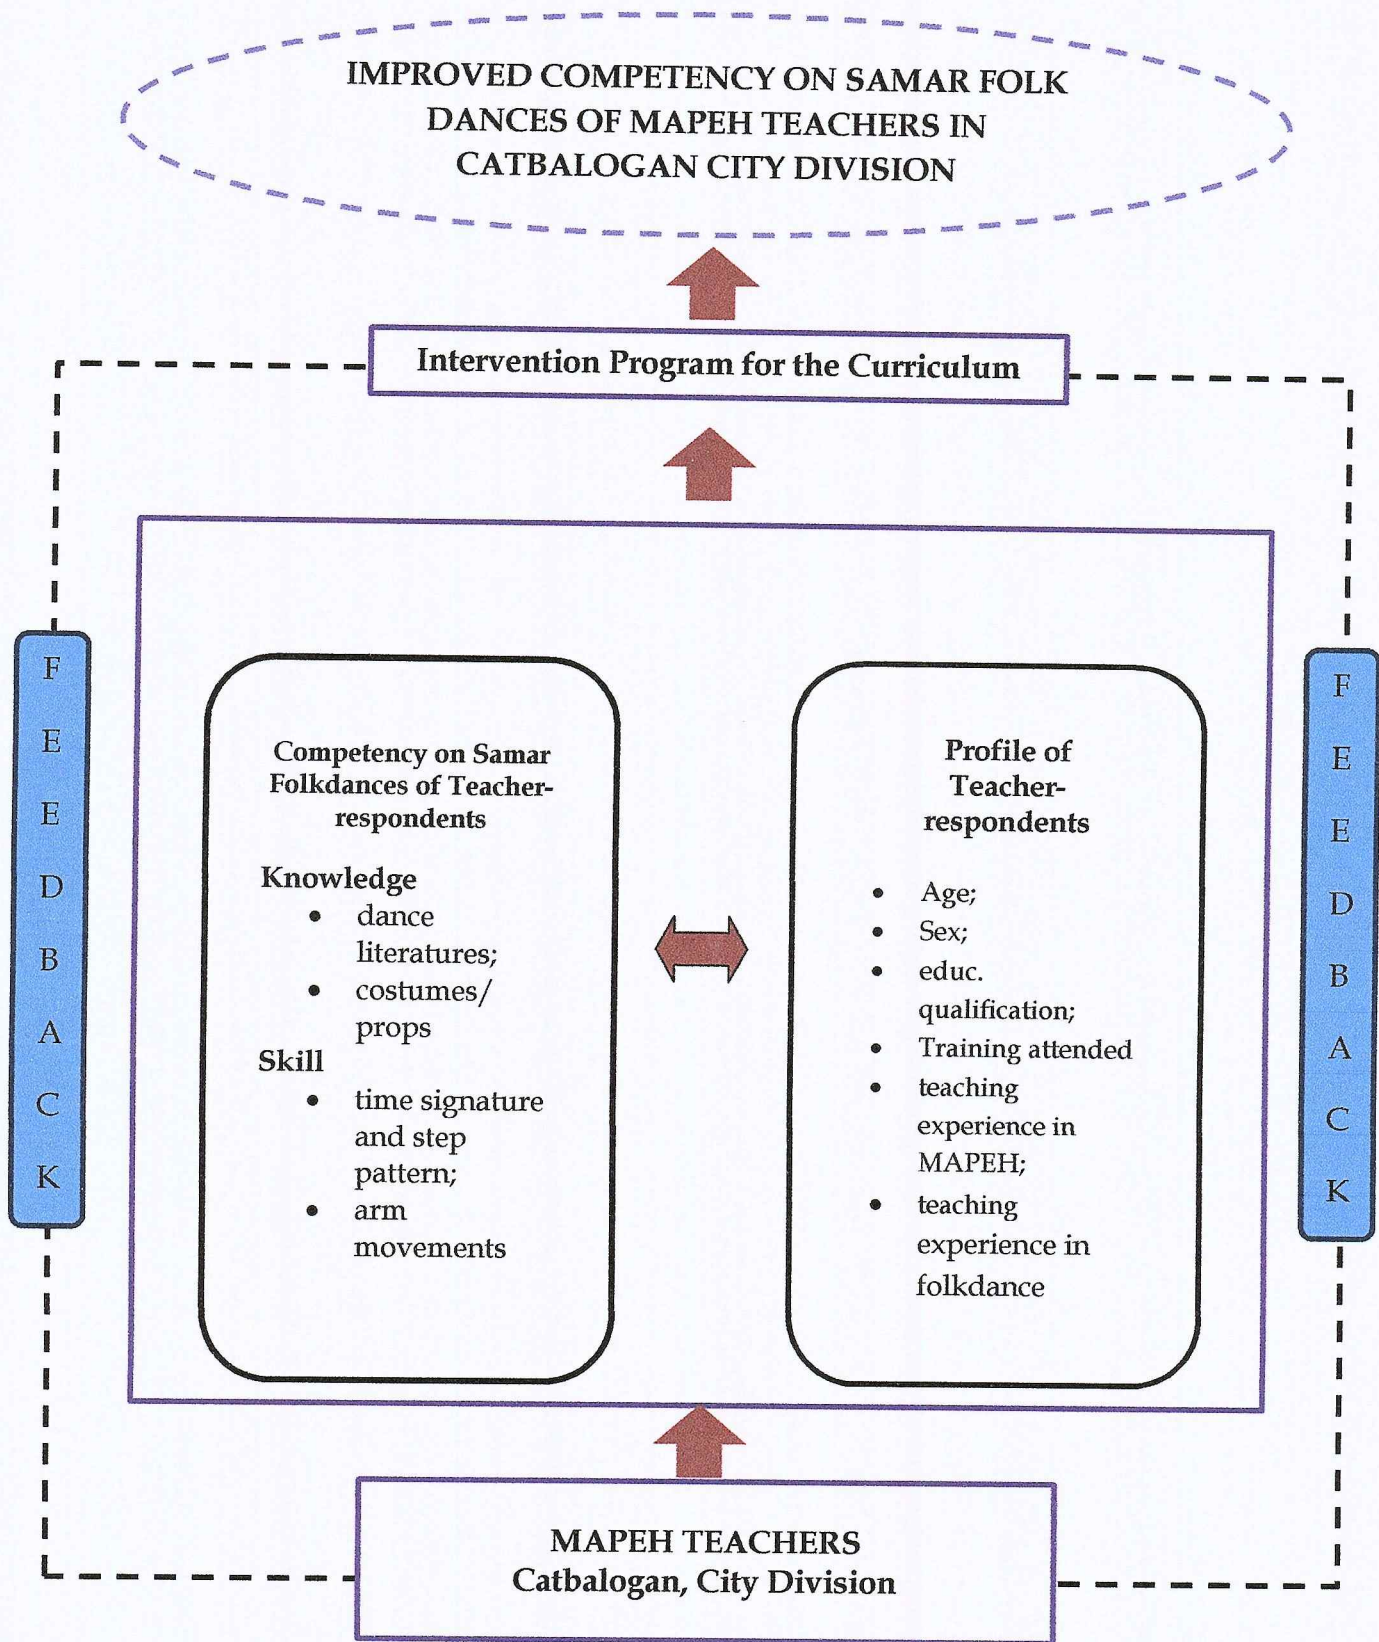 IMPROVED COMPETENCY ON SAMAR FOLK
DANCES OF MAPEH TEACHERS IN
CATBALOGAN CITY DIVISION
Intervention Program for the Curriculum
F
E
E
D
B
A
C
K
Competency on Samar
Folkdances of Teacher-
respondents
Knowledge
• dance
literatures;
• costumes/
props
Skill
• time signature
and step
pattern;
• arm
movements
Profile of
Teacher-
respondents
• Age;
• Sex;
• educ.
qualification;
• Training attended
• teaching
experience in
MAPEH;
• teaching
experience in
folkdance
F
E
E
D
B
A
C
K
MAPEH TEACHERS
Catbalogan, City Division